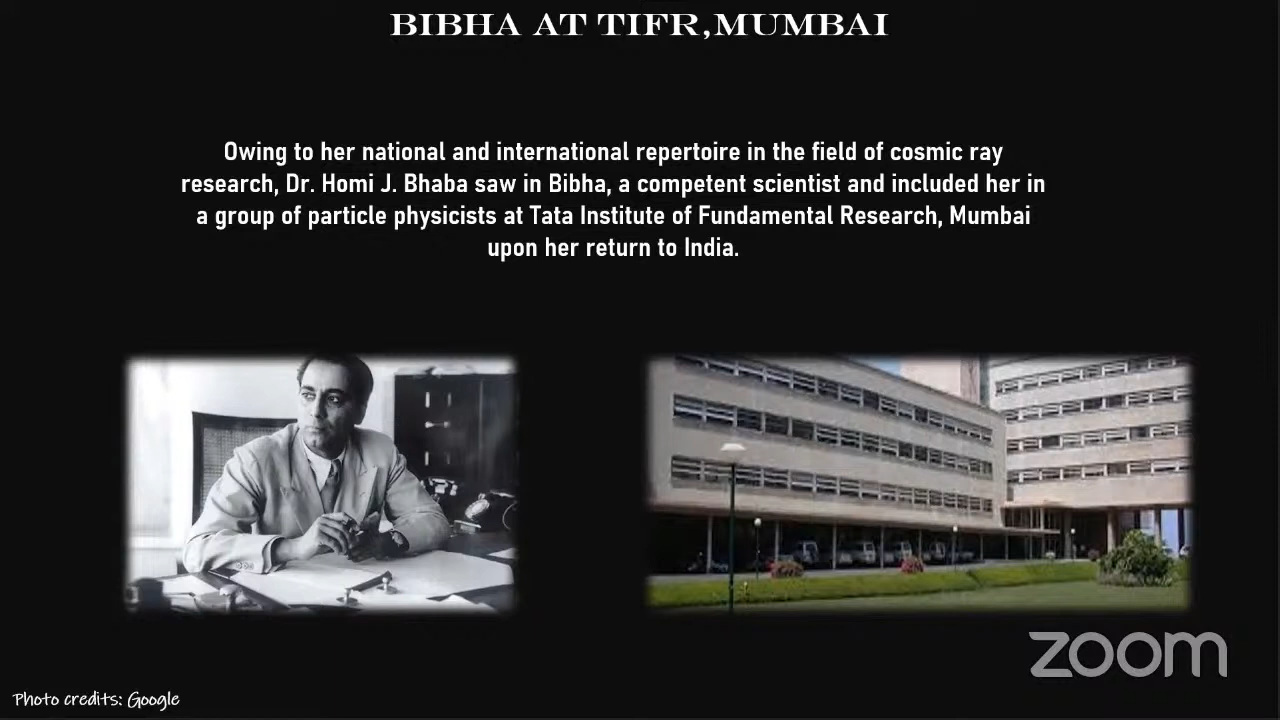 BIBHA AT TIFR,MUMBAI
Owing to her national and international repertoire in the field of cosmic ray
research, Dr. Homi J. Bhaba saw in Bibha, a competent scientist and included her in
a group of particle physicists at Tata Institute of Fundamental Research, Mumbai
upon her return to India.
zoom
Photo credits: Google